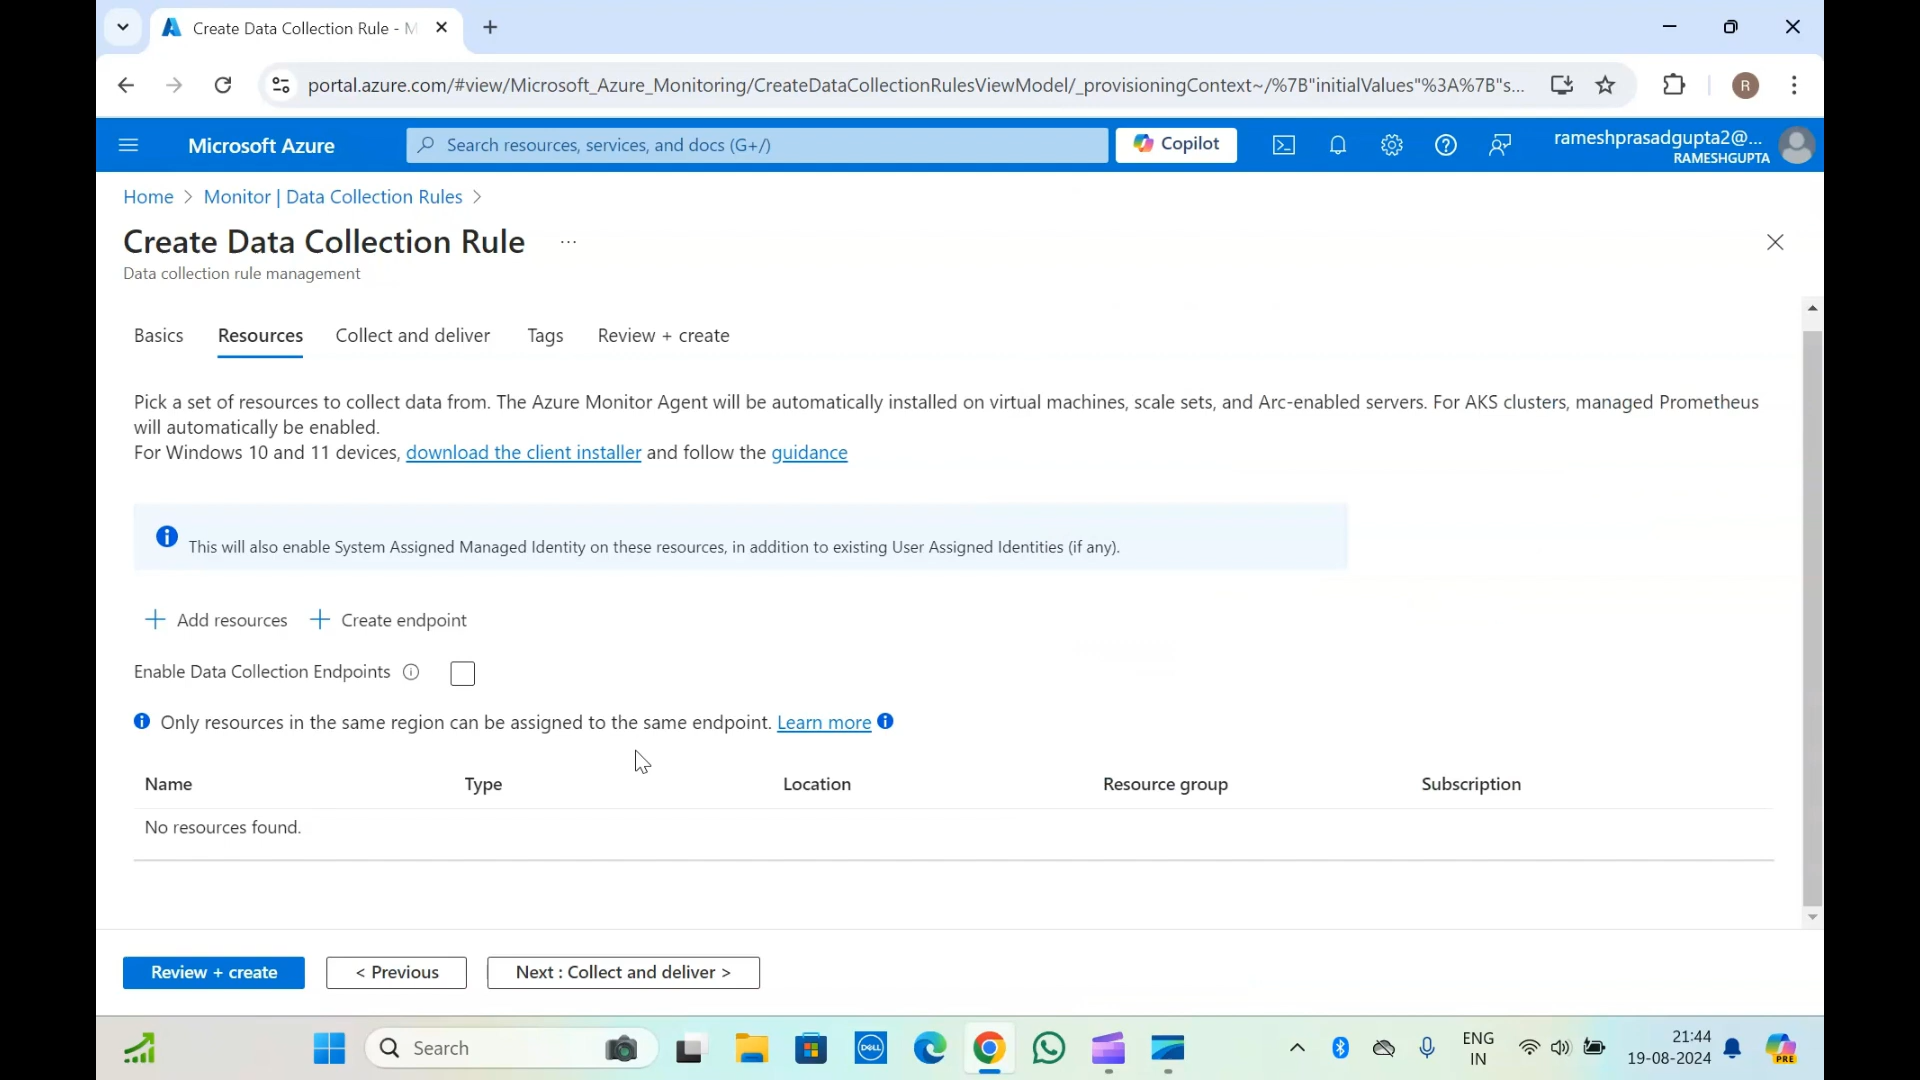 Create Data Collection Rule - M
portal.azure.com/#view/Microsoft_Azure_Monitoring/CreateDataCollectionRulesViewModel/_provisioningContext~/%7B"initialValues"%3A%7B"s...
R
Microsoft Azure
Search resources, services, and docs (G+/)
Copilot
rameshprasadgupta2@...
RAMESHGUPTA
Home > Monitor | Data Collection Rules >
Create Data Collection Rule ...
Data collection rule management
Basics Resources Collect and deliver Tags Review + create
Pick a set of resources to collect data from. The Azure Monitor Agent will be automatically installed on virtual machines, scale sets, and Arc-enabled servers. For AKS clusters, managed Prometheus
will automatically be enabled.
For Windows 10 and 11 devices, download the client installer and follow the guidance
This will also enable System Assigned Managed Identity on these resources, in addition to existing User Assigned Identities (if any).
+ Add resources + Create endpoint
Enable Data Collection Endpoints
Only resources in the same region can be assigned to the same endpoint. Learn more
Name Type Location Resource group Subscription
No resources found.
Review + create < Previous Next : Collect and deliver >
Search
DELL
ENG
IN
21:44
19-08-2024
PRE